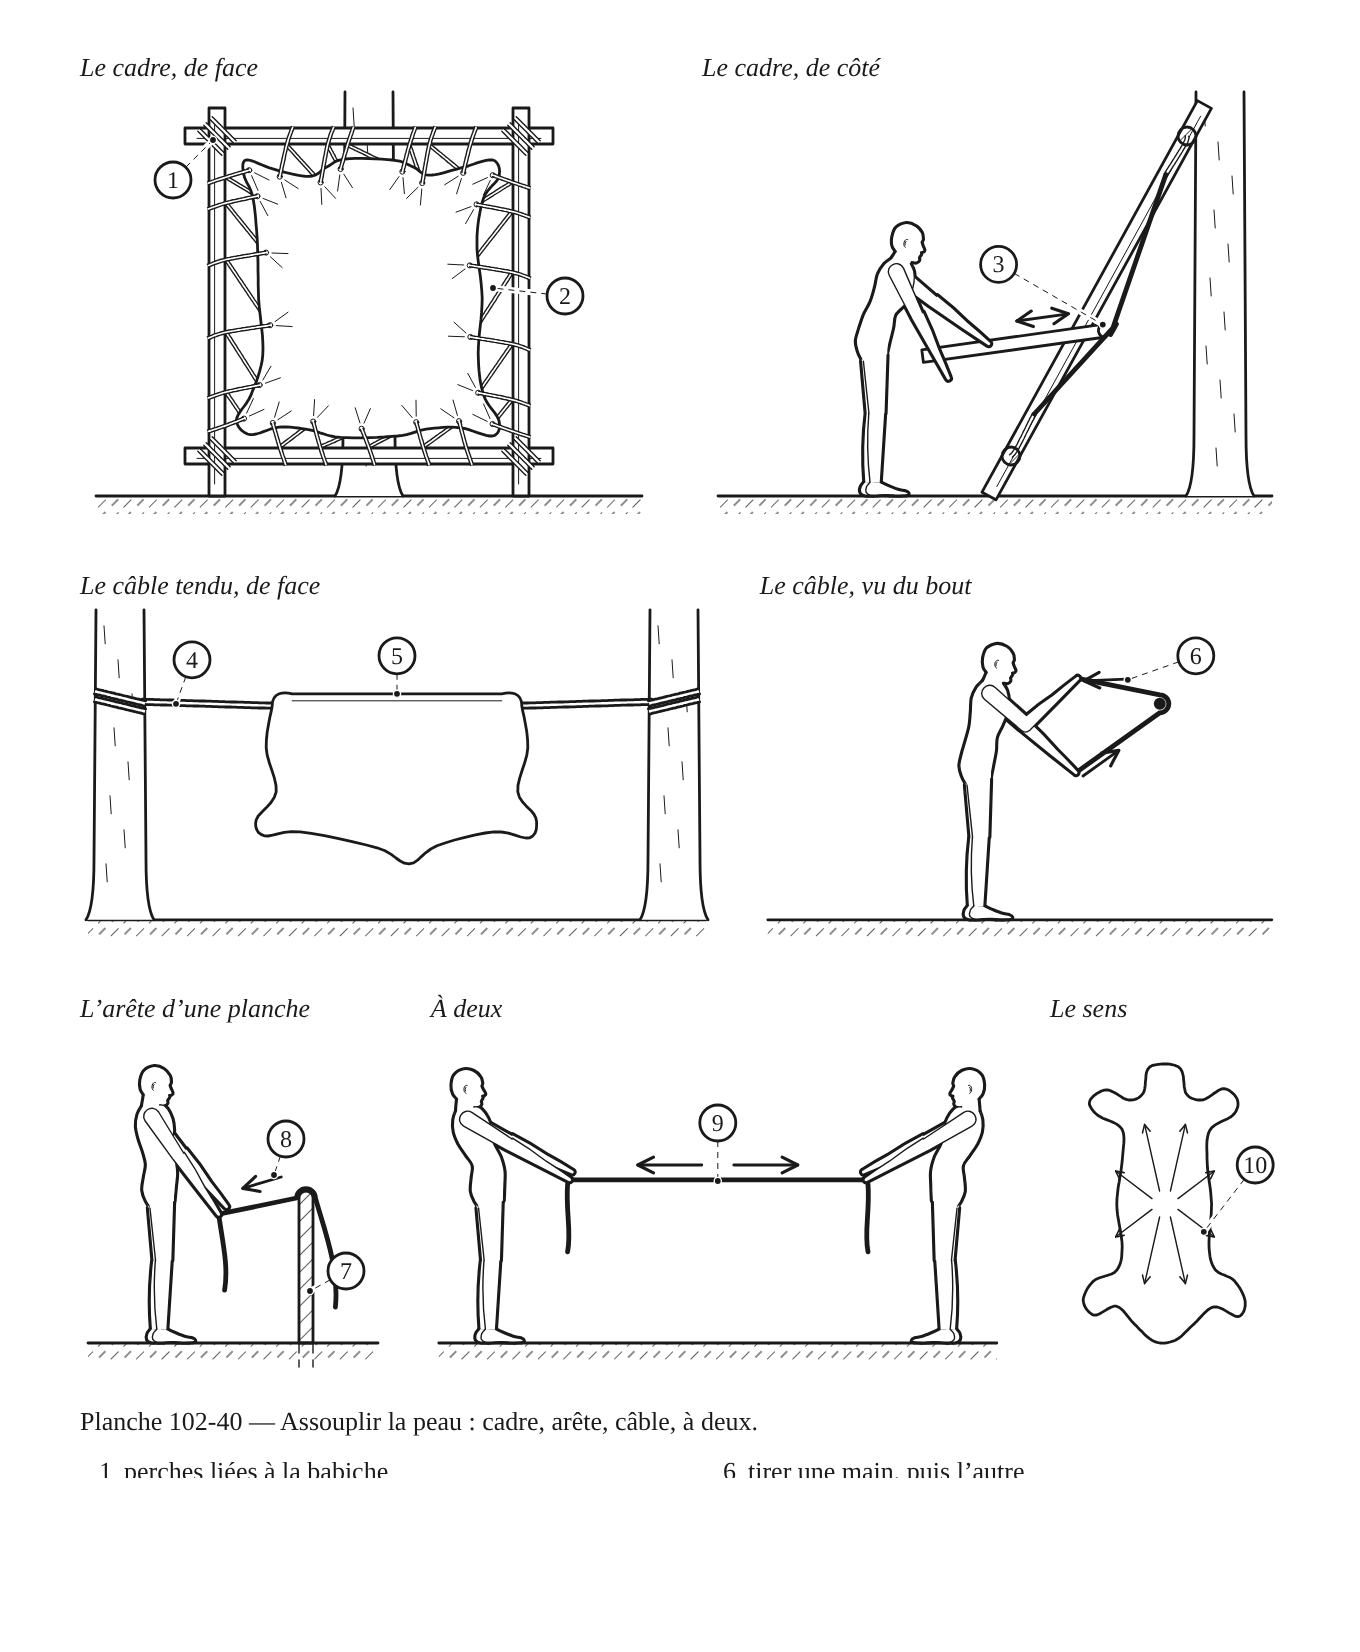 Le cadre, de face
Le cadre, de côté
1
2
3
Le câble tendu, de face
Le câble, vu du bout
4
5
6
L’arête d’une planche
À deux
Le sens
8
7
9
10
Planche 102-40 — Assouplir la peau : cadre, arête, câble, à deux.
1 perches liées à la babiche
6 tirer une main, puis l’autre